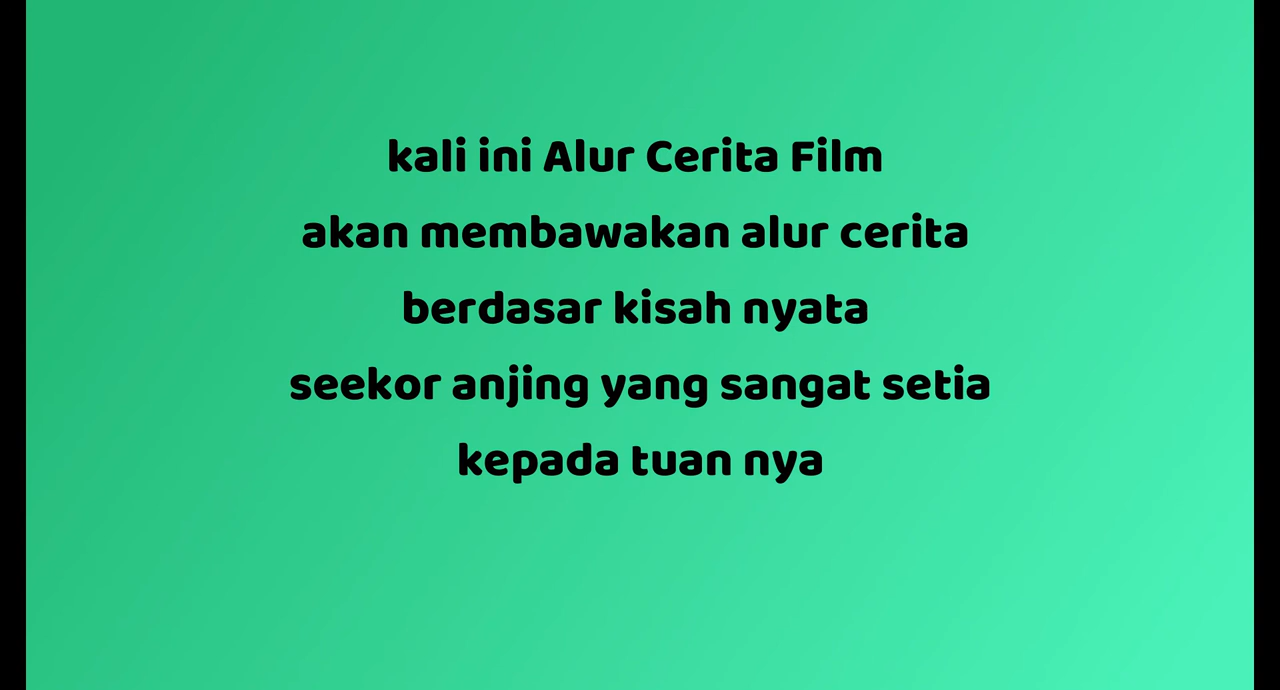 kali ini Alur Cerita Film
akan membawakan alur cerita
berdasar kisah nyata
seekor anjing yang sangat setia
kepada tuan nya